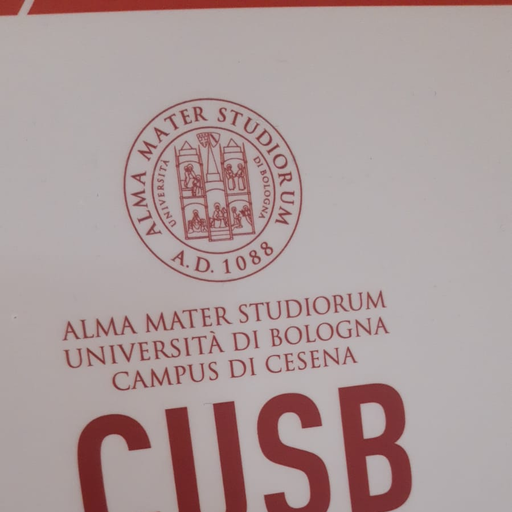 ALMA MATER STUDIORUM
UNIVERSITÀ
DI BOLOGNA
A.D. 1088
ALMA MATER STUDIORUM
UNIVERSITÀ DI BOLOGNA
CAMPUS DI CESENA
CUSB